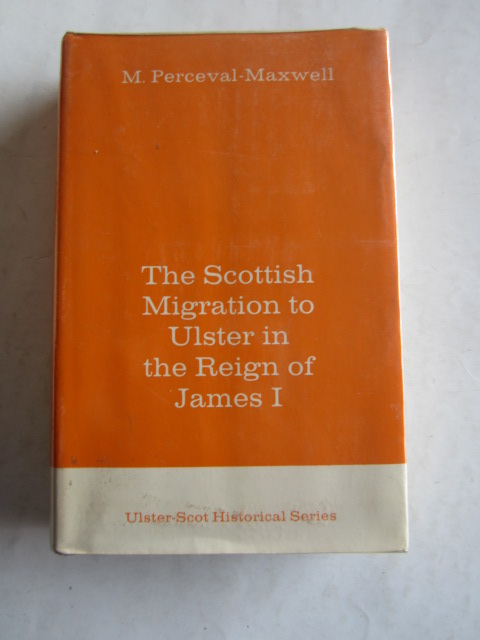 M. Perceval-Maxwell
The Scottish
Migration to
Ulster in
the Reign of
James I
Ulster-Scot Historical Series